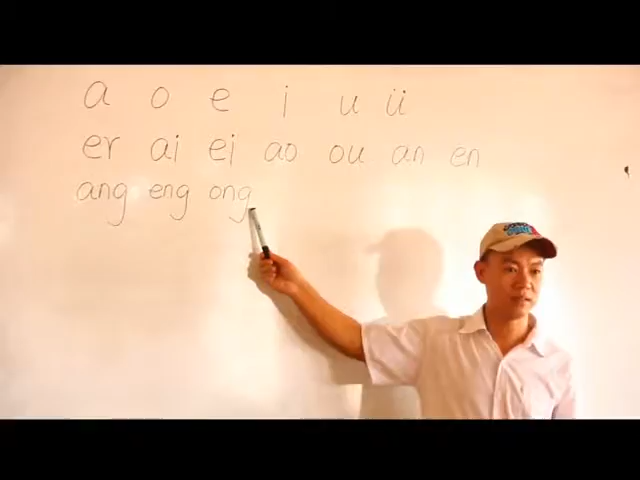 a o e i u ü
er ai ei ao ou an en
ang eng ong